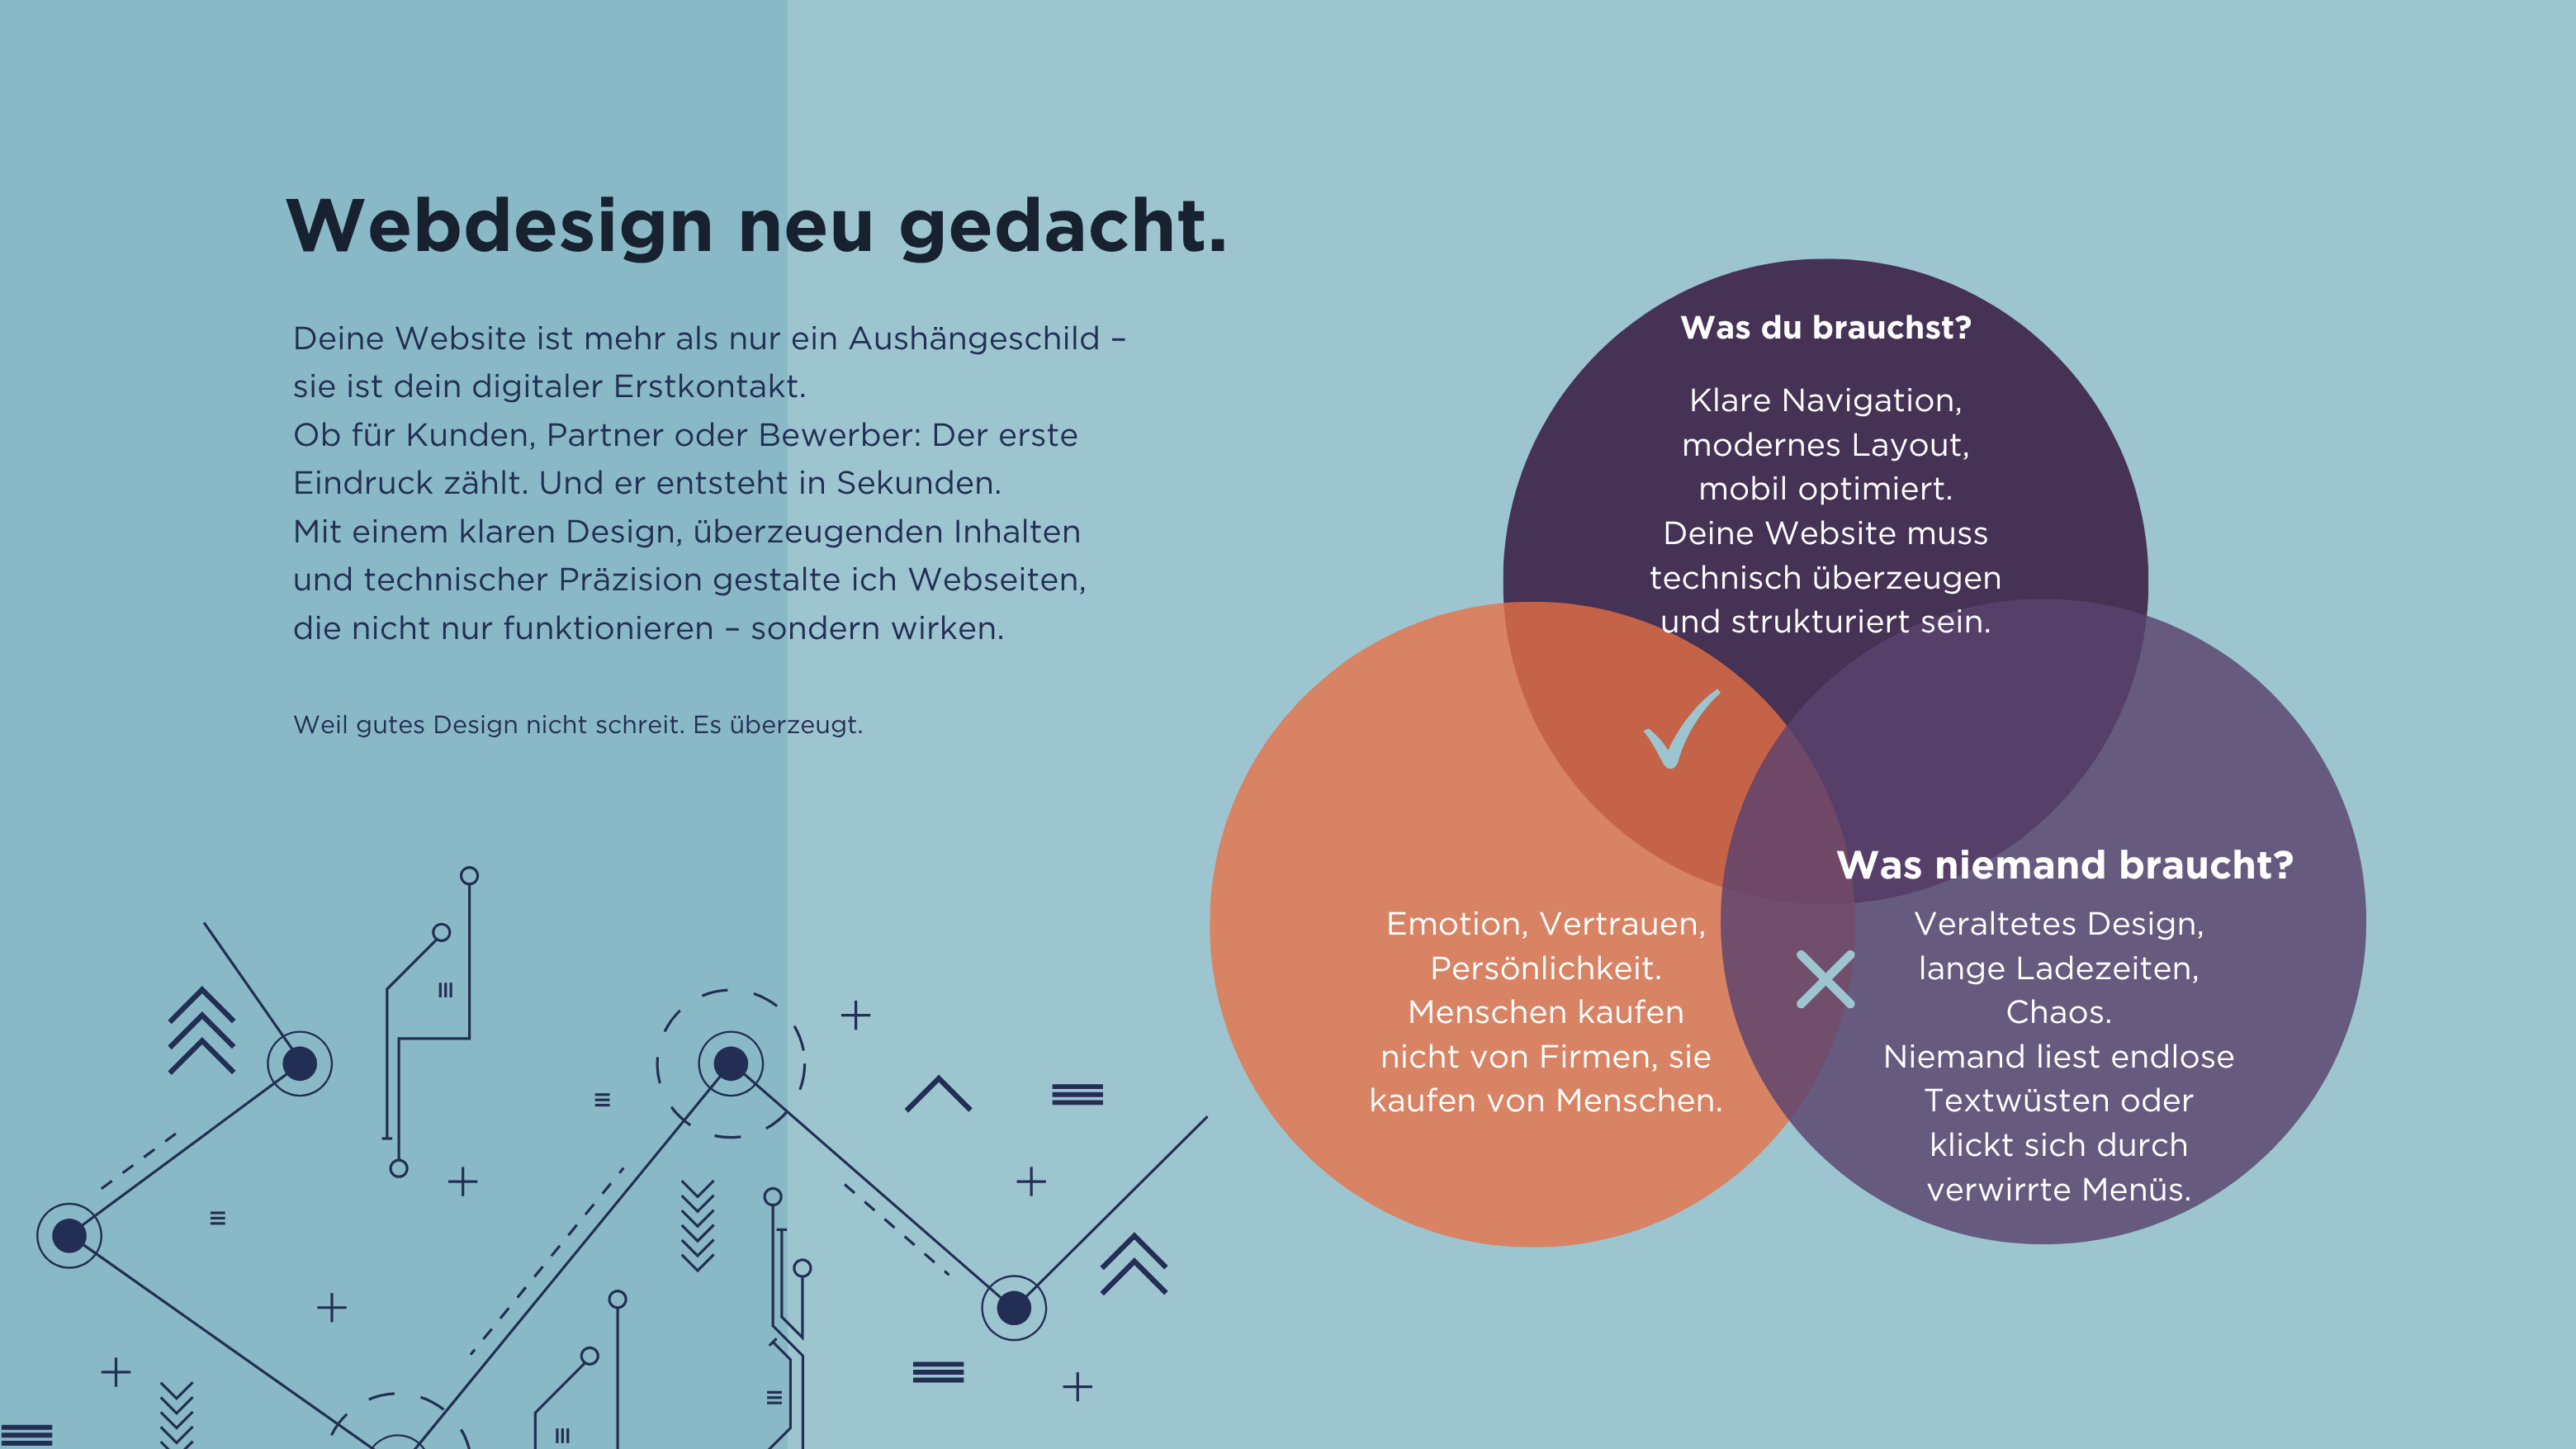 Webdesign neu gedacht.
Deine Website ist mehr als nur ein Aushängeschild –
sie ist dein digitaler Erstkontakt.
Ob für Kunden, Partner oder Bewerber: Der erste
Eindruck zählt. Und er entsteht in Sekunden.
Mit einem klaren Design, überzeugenden Inhalten
und technischer Präzision gestalte ich Webseiten,
die nicht nur funktionieren – sondern wirken.
Weil gutes Design nicht schreit. Es überzeugt.
Was du brauchst?
Klare Navigation,
modernes Layout,
mobil optimiert.
Deine Website muss
technisch überzeugen
und strukturiert sein.
Emotion, Vertrauen,
Persönlichkeit.
Menschen kaufen
nicht von Firmen, sie
kaufen von Menschen.
Was niemand braucht?
Veraltetes Design,
lange Ladezeiten,
Chaos.
Niemand liest endlose
Textwüsten oder
klickt sich durch
verwirrte Menüs.